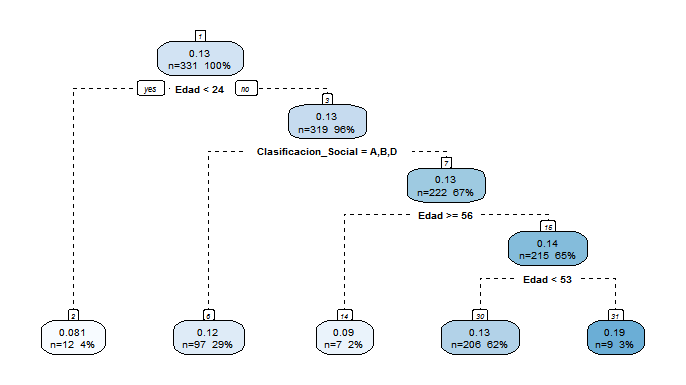 1
0.13
n=331 100%
yes Edad < 24 no
3
0.13
n=319 96%
Clasificacion_Social = A,B,D
7
0.13
n=222 67%
Edad >= 56
15
0.14
n=215 65%
Edad < 53
2
0.081
n=12 4%
6
0.12
n=97 29%
14
0.09
n=7 2%
30
0.13
n=206 62%
31
0.19
n=9 3%